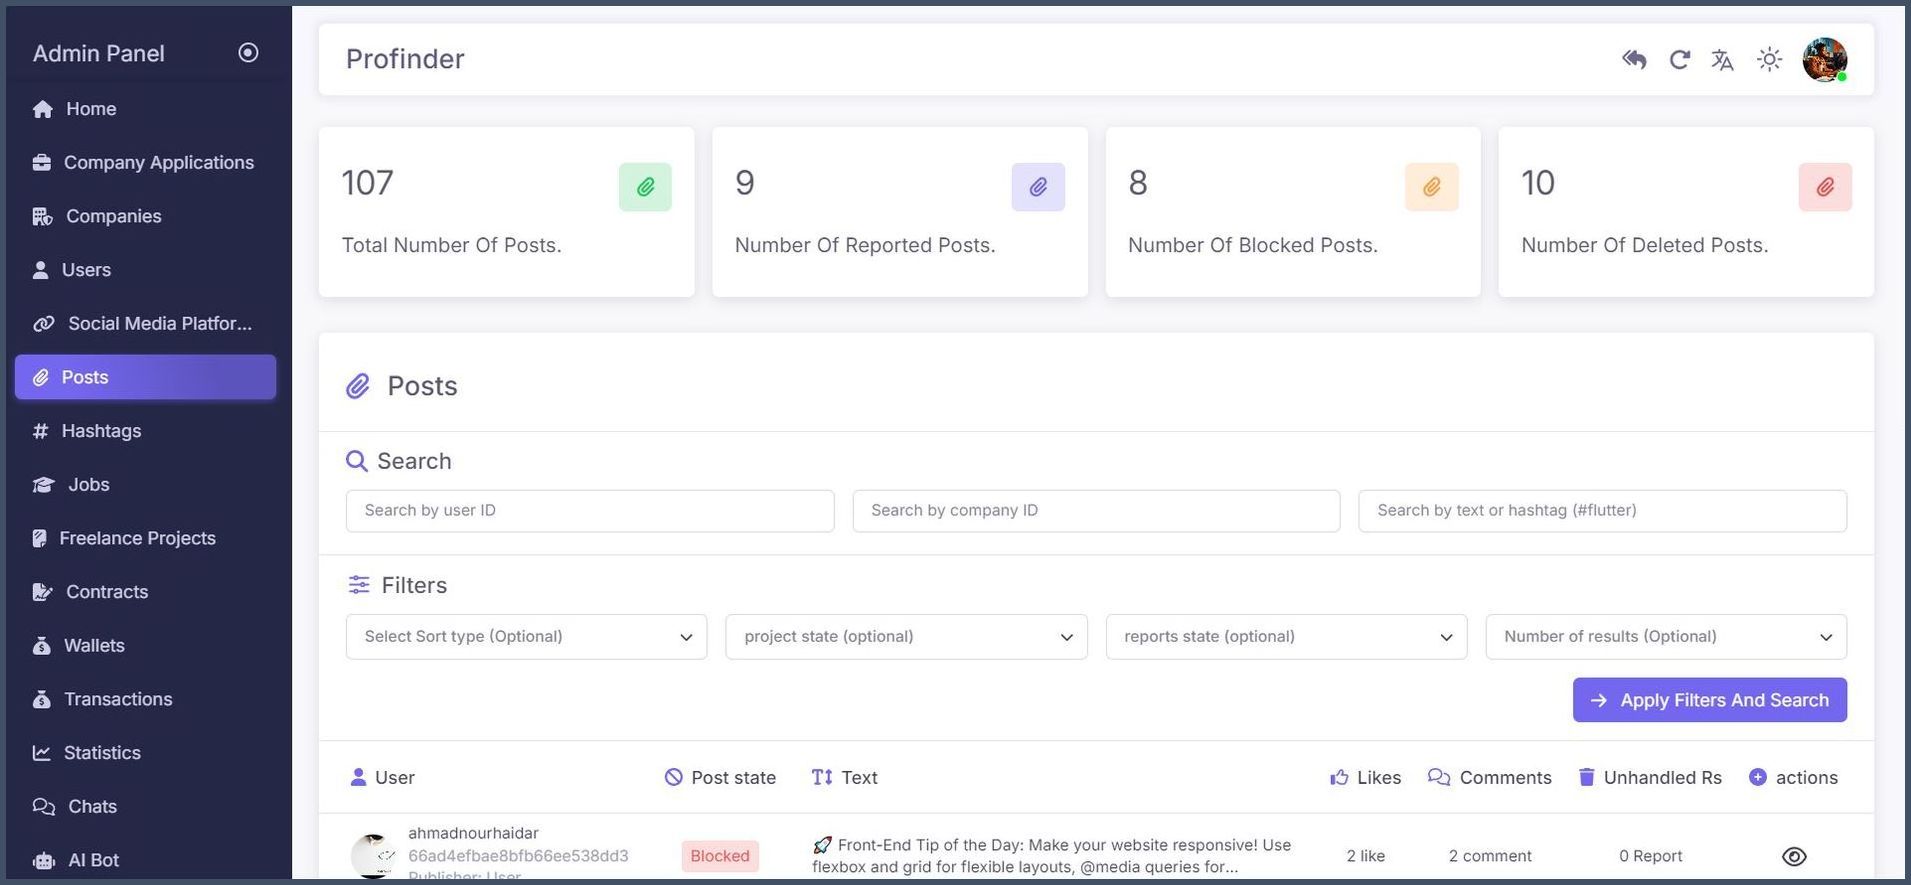 Admin Panel
Home
Company Applications
Companies
Users
Social Media Platfor...
Posts
Hashtags
Jobs
Freelance Projects
Contracts
Wallets
Transactions
Statistics
Chats
AI Bot
Profinder
107
Total Number Of Posts.
9
Number Of Reported Posts.
8
Number Of Blocked Posts.
10
Number Of Deleted Posts.
Posts
Search
Search by user ID
Search by company ID
Search by text or hashtag (#flutter)
Filters
Select Sort type (Optional)
project state (optional)
reports state (optional)
Number of results (Optional)
Apply Filters And Search
User
Post state
Text
Likes
Comments
Unhandled Rs
actions
ahmadnourhaidar
66ad4efbae8bfb66ee538dd3
Publisher: User
Blocked
🚀 Front-End Tip of the Day: Make your website responsive! Use
flexbox and grid for flexible layouts, @media queries for...
2 like
2 comment
0 Report